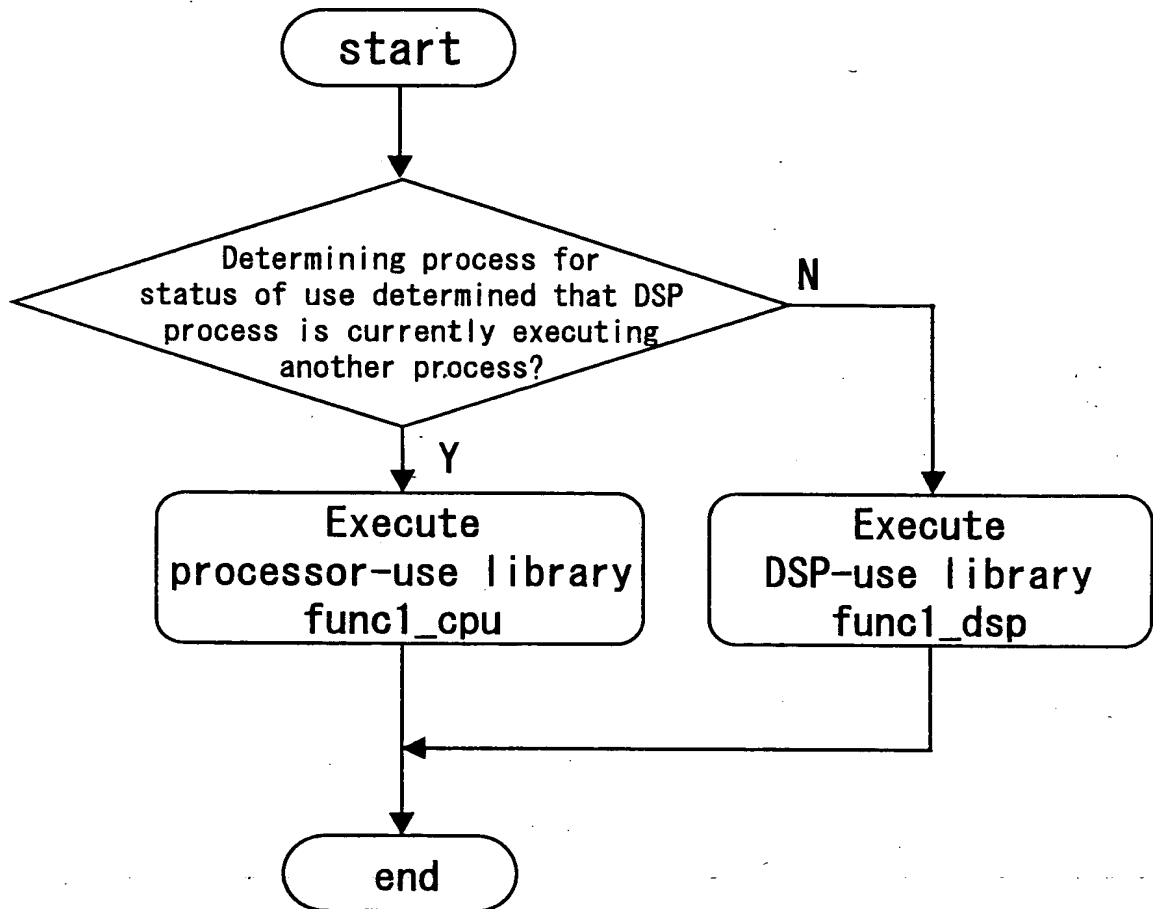 start
Determining process for
status of use determined that DSP
process is currently executing
another process?
N
Y
Execute
processor-use library
func1_cpu
Execute
DSP-use library
func1_dsp
end